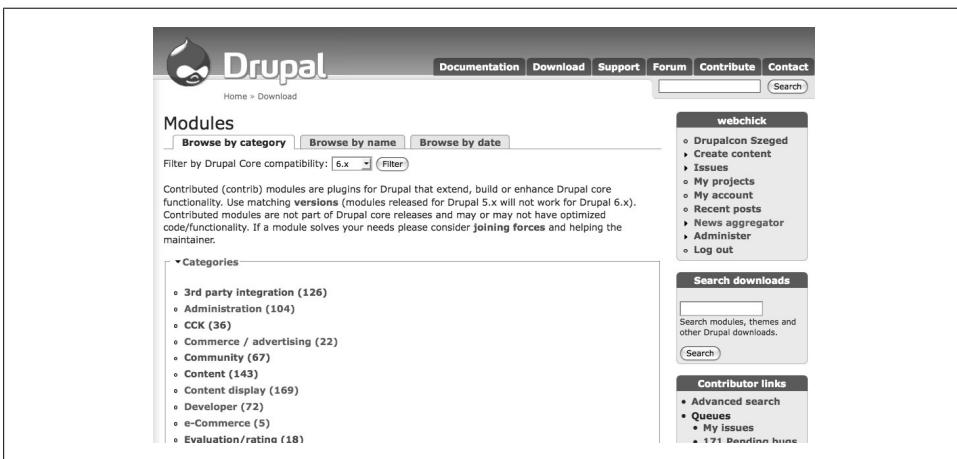 Drupal
Documentation Download Support Forum Contribute Contact
Search
Home » Download
Modules
Browse by category Browse by name Browse by date
Filter by Drupal Core compatibility: 6.x Filter
Contributed (contrib) modules are plugins for Drupal that extend, build or enhance Drupal core
functionality. Use matching versions (modules released for Drupal 5.x will not work for Drupal 6.x).
Contributed modules are not part of Drupal core releases and may or may not have optimized
code/functionality. If a module solves your needs please consider joining forces and helping the
maintainer.
Categories
3rd party integration (126)
Administration (104)
CCK (36)
Commerce / advertising (22)
Community (67)
Content (143)
Content display (169)
Developer (72)
e-Commerce (5)
Evaluation/rating (18)
webchick
Drupalcon Szeged
Create content
Issues
My projects
My account
Recent posts
News aggregator
Administer
Log out
Search downloads
Search modules, themes and
other Drupal downloads.
Search
Contributor links
Advanced search
Queues
My issues
171 Pending bugs